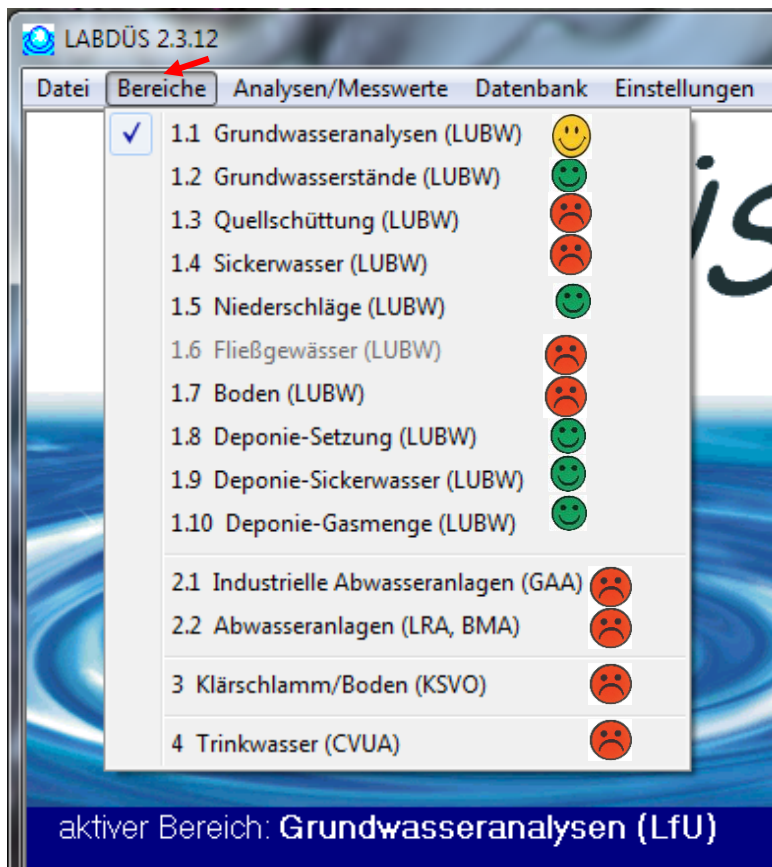 LABDÜS 2.3.12
Datei Bereiche Analysen/Messwerte Datenbank Einstellungen
1.1 Grundwasseranalysen (LUBW)
1.2 Grundwasserstände (LUBW)
1.3 Quellschüttung (LUBW)
1.4 Sickerwasser (LUBW)
1.5 Niederschläge (LUBW)
1.6 Fließgewässer (LUBW)
1.7 Boden (LUBW)
1.8 Deponie-Setzung (LUBW)
1.9 Deponie-Sickerwasser (LUBW)
1.10 Deponie-Gasmenge (LUBW)
2.1 Industrielle Abwasseranlagen (GAA)
2.2 Abwasseranlagen (LRA, BMA)
3 Klärschlamm/Boden (KSVO)
4 Trinkwasser (CVUA)
aktiver Bereich: Grundwasseranalysen (LfU)